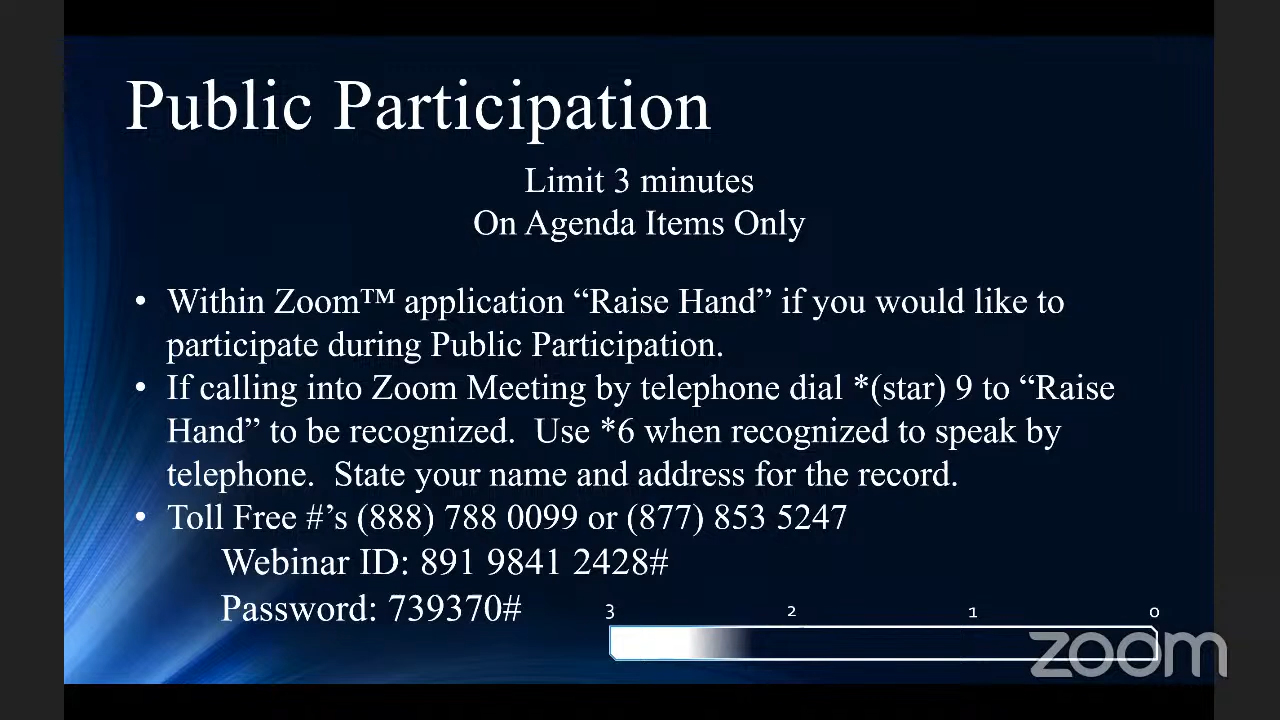 Public Participation
Limit 3 minutes
On Agenda Items Only
• Within Zoom™ application “Raise Hand” if you would like to
participate during Public Participation.
• If calling into Zoom Meeting by telephone dial *(star) 9 to “Raise
Hand” to be recognized.  Use *6 when recognized to speak by
telephone.  State your name and address for the record.
• Toll Free #’s (888) 788 0099 or (877) 853 5247
Webinar ID: 891 9841 2428#
Password: 739370#
3 2 1 0
zoom